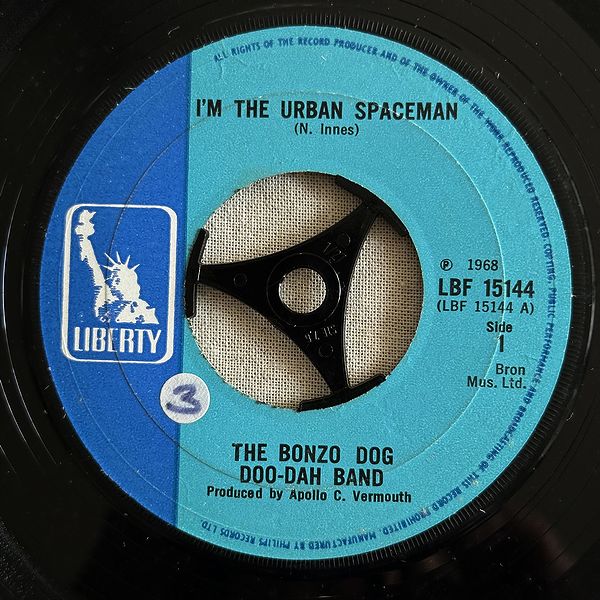 ALL RIGHTS OF THE RECORD PRODUCER AND OF THE OWNER OF THE WORK REPRODUCED RESERVED. COPYING, PUBLIC PERFORMANCE AND BROADCASTING OF THIS RECORD PROHIBITED. MANUFACTURED BY PHILIPS RECORDS LTD.
I'M THE URBAN SPACEMAN
(N. Innes)
℗ 1968
LBF 15144
(LBF 15144 A)
Side
1
Bron
Mus. Ltd.
LIBERTY
3
THE BONZO DOG
DOO-DAH BAND
Produced by Apollo C. Vermouth